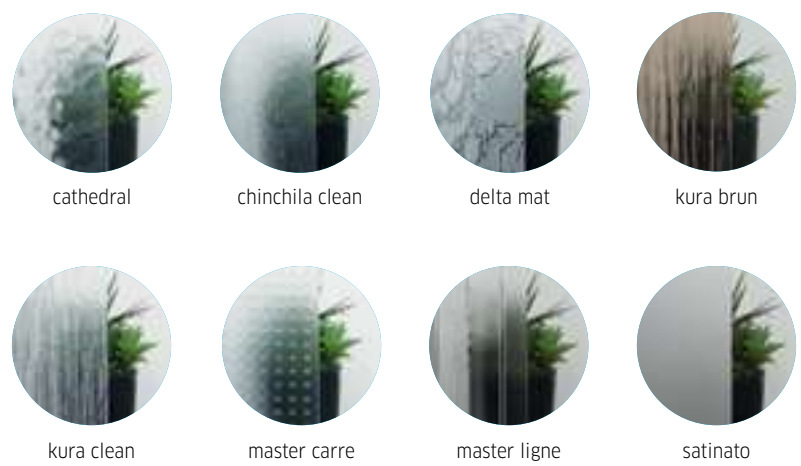 cathedral
chinchila clean
delta mat
kura brun
kura clean
master carre
master ligne
satinato